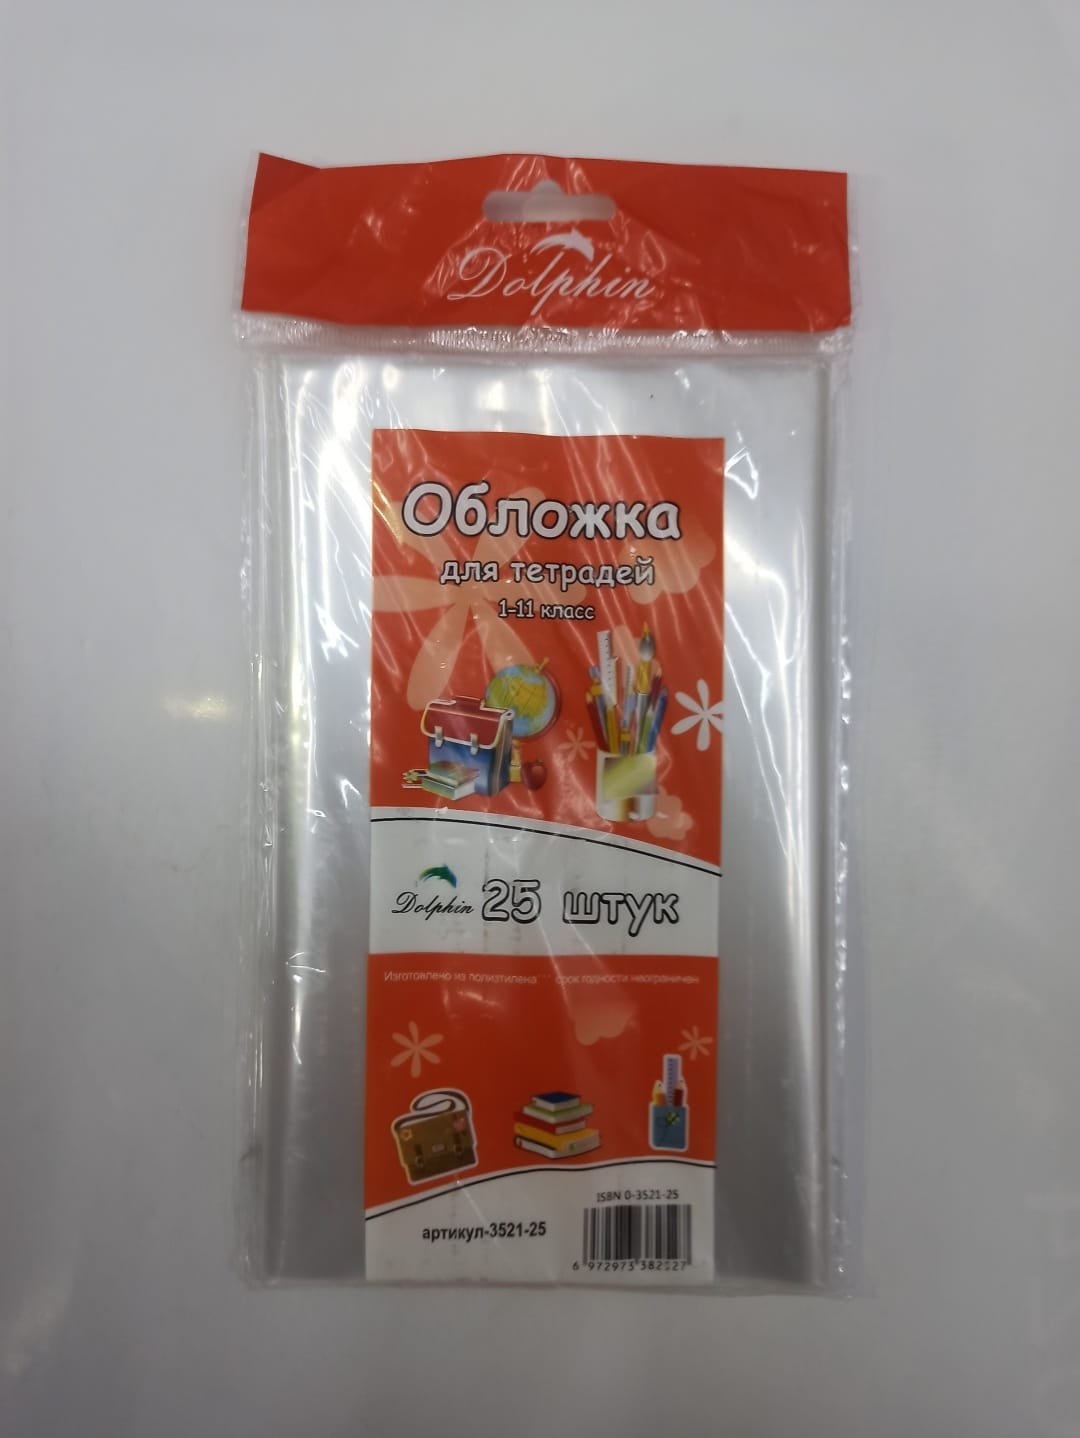 Dolphin
Обложка
для тетрадей
1-11 класс
Dolphin 25 штук
Изготовлено из полиэтилена*** срок годности неограничен
ISBN 0-3521-25
артикул-3521-25